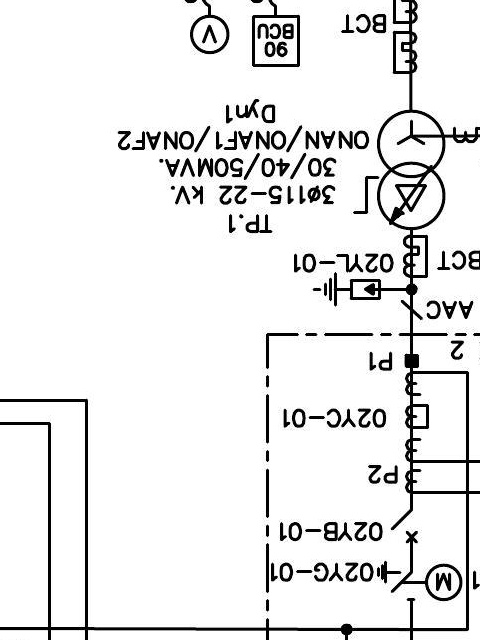 M 02YG-01
02YB-01
P2
02YC-01
P1
2
AAC
BCT 02YL-01
TP.1
3ø115-22 kV.
30/40/50MVA.
ONAN/ONAF1/ONAF2
Dyn1
BCT
90
BCU
V